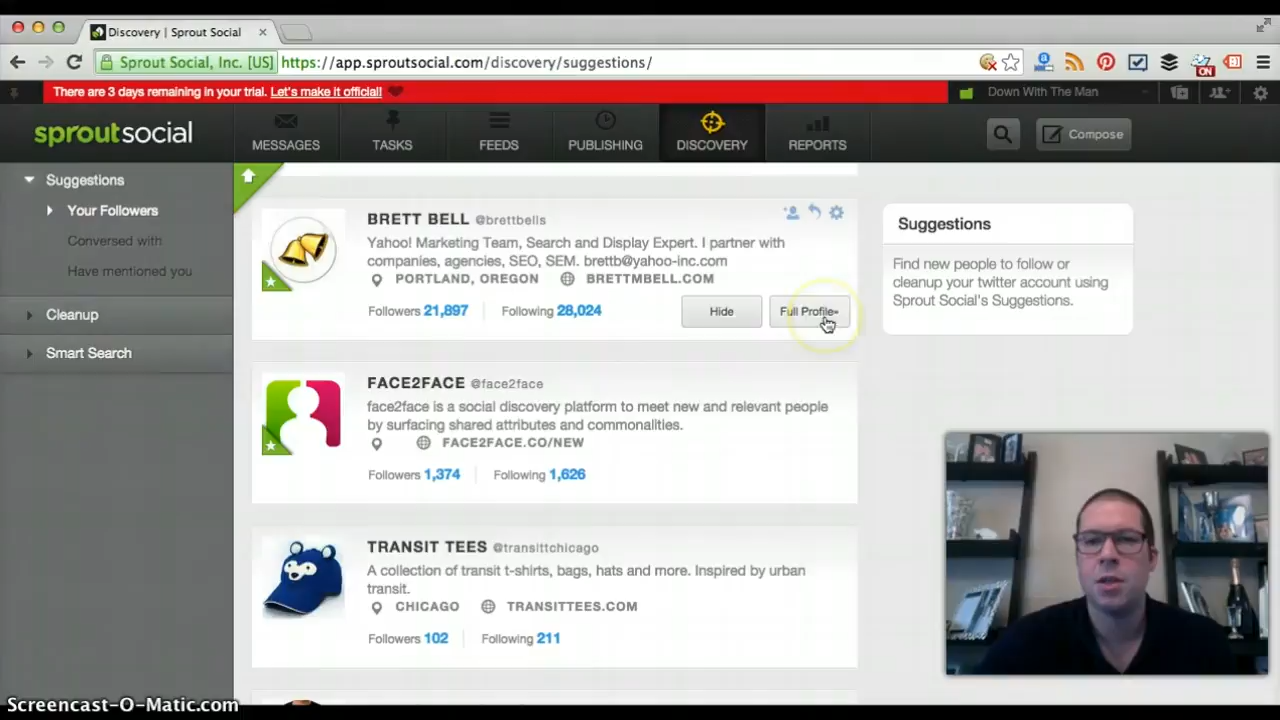 Discovery | Sprout Social
Sprout Social, Inc. [US] https://app.sproutsocial.com/discovery/suggestions/
ON
There are 3 days remaining in your trial. Let's make it official!
Down With The Man
sproutsocial
MESSAGES
TASKS
FEEDS
PUBLISHING
DISCOVERY
REPORTS
Compose
Suggestions
Your Followers
Conversed with
Have mentioned you
Cleanup
Smart Search
BRETT BELL @brettbells
Yahoo! Marketing Team, Search and Display Expert. I partner with
companies, agencies, SEO, SEM. brettb@yahoo-inc.com
PORTLAND, OREGON BRETTMBELL.COM
Followers 21,897 Following 28,024
Hide
Full Profile»
FACE2FACE @face2face
face2face is a social discovery platform to meet new and relevant people
by surfacing shared attributes and commonalities.
FACE2FACE.CO/NEW
Followers 1,374 Following 1,626
TRANSIT TEES @transittchicago
A collection of transit t-shirts, bags, hats and more. Inspired by urban
transit.
CHICAGO TRANSITTEES.COM
Followers 102 Following 211
Suggestions
Find new people to follow or
cleanup your twitter account using
Sprout Social's Suggestions.
Screencast-O-Matic.com